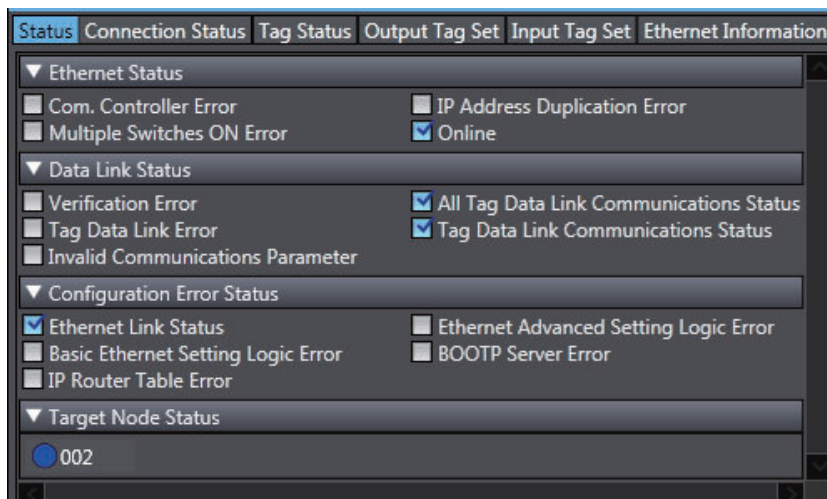 Status Connection Status Tag Status Output Tag Set Input Tag Set Ethernet Information
Ethernet Status
Com. Controller Error IP Address Duplication Error
Multiple Switches ON Error Online
Data Link Status
Verification Error All Tag Data Link Communications Status
Tag Data Link Error Tag Data Link Communications Status
Invalid Communications Parameter
Configuration Error Status
Ethernet Link Status Ethernet Advanced Setting Logic Error
Basic Ethernet Setting Logic Error BOOTP Server Error
IP Router Table Error
Target Node Status
002